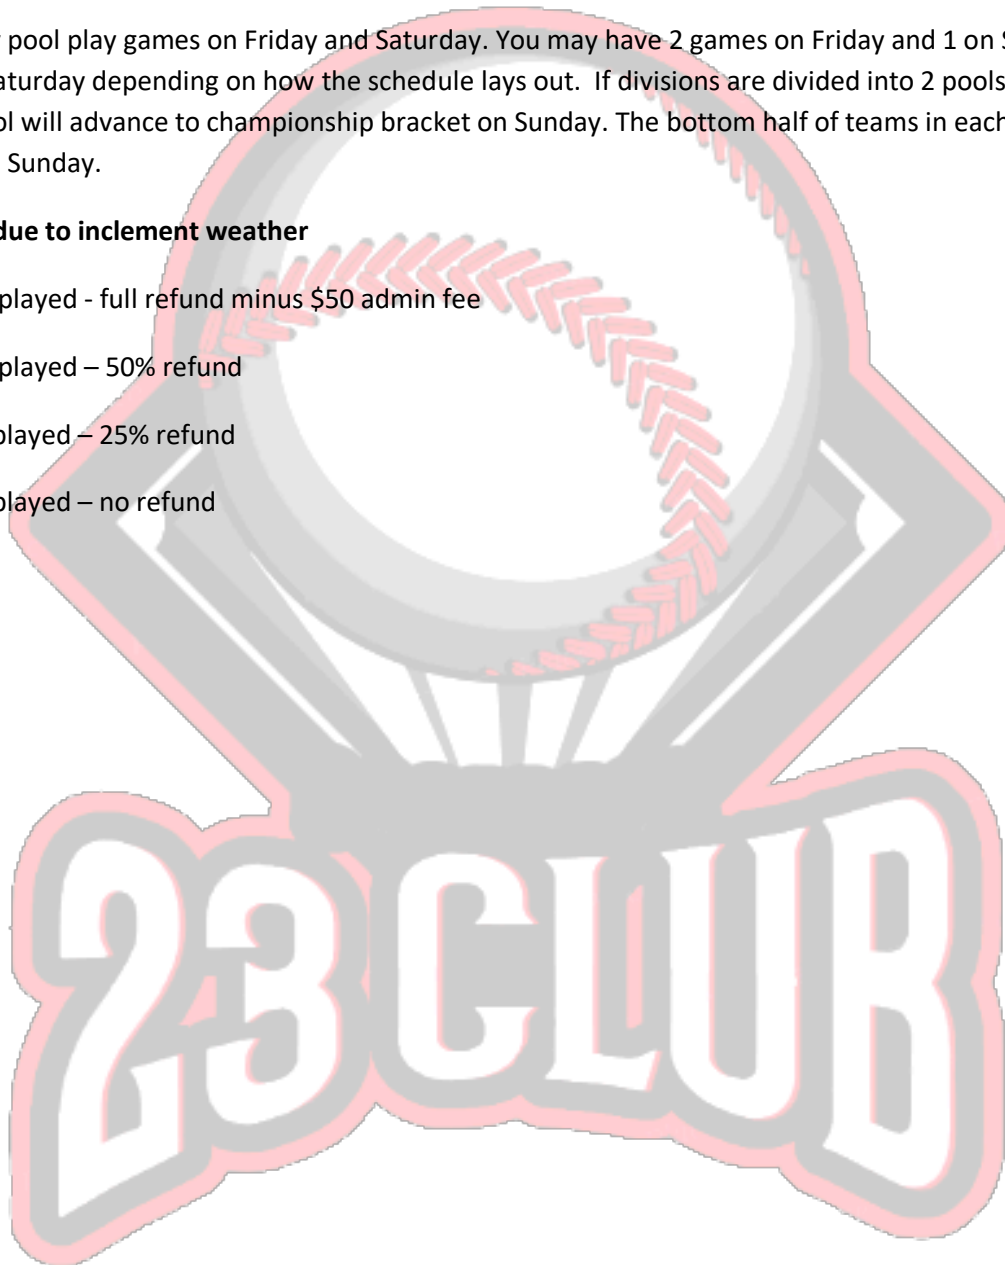 pool play games on Friday and Saturday. You may have 2 games on Friday and 1 on
Saturday depending on how the schedule lays out. If divisions are divided into 2 pools
will advance to championship bracket on Sunday. The bottom half of teams in each
Sunday.
due to inclement weather
played - full refund minus $50 admin fee
played – 50% refund
played – 25% refund
played – no refund
23 CLUB